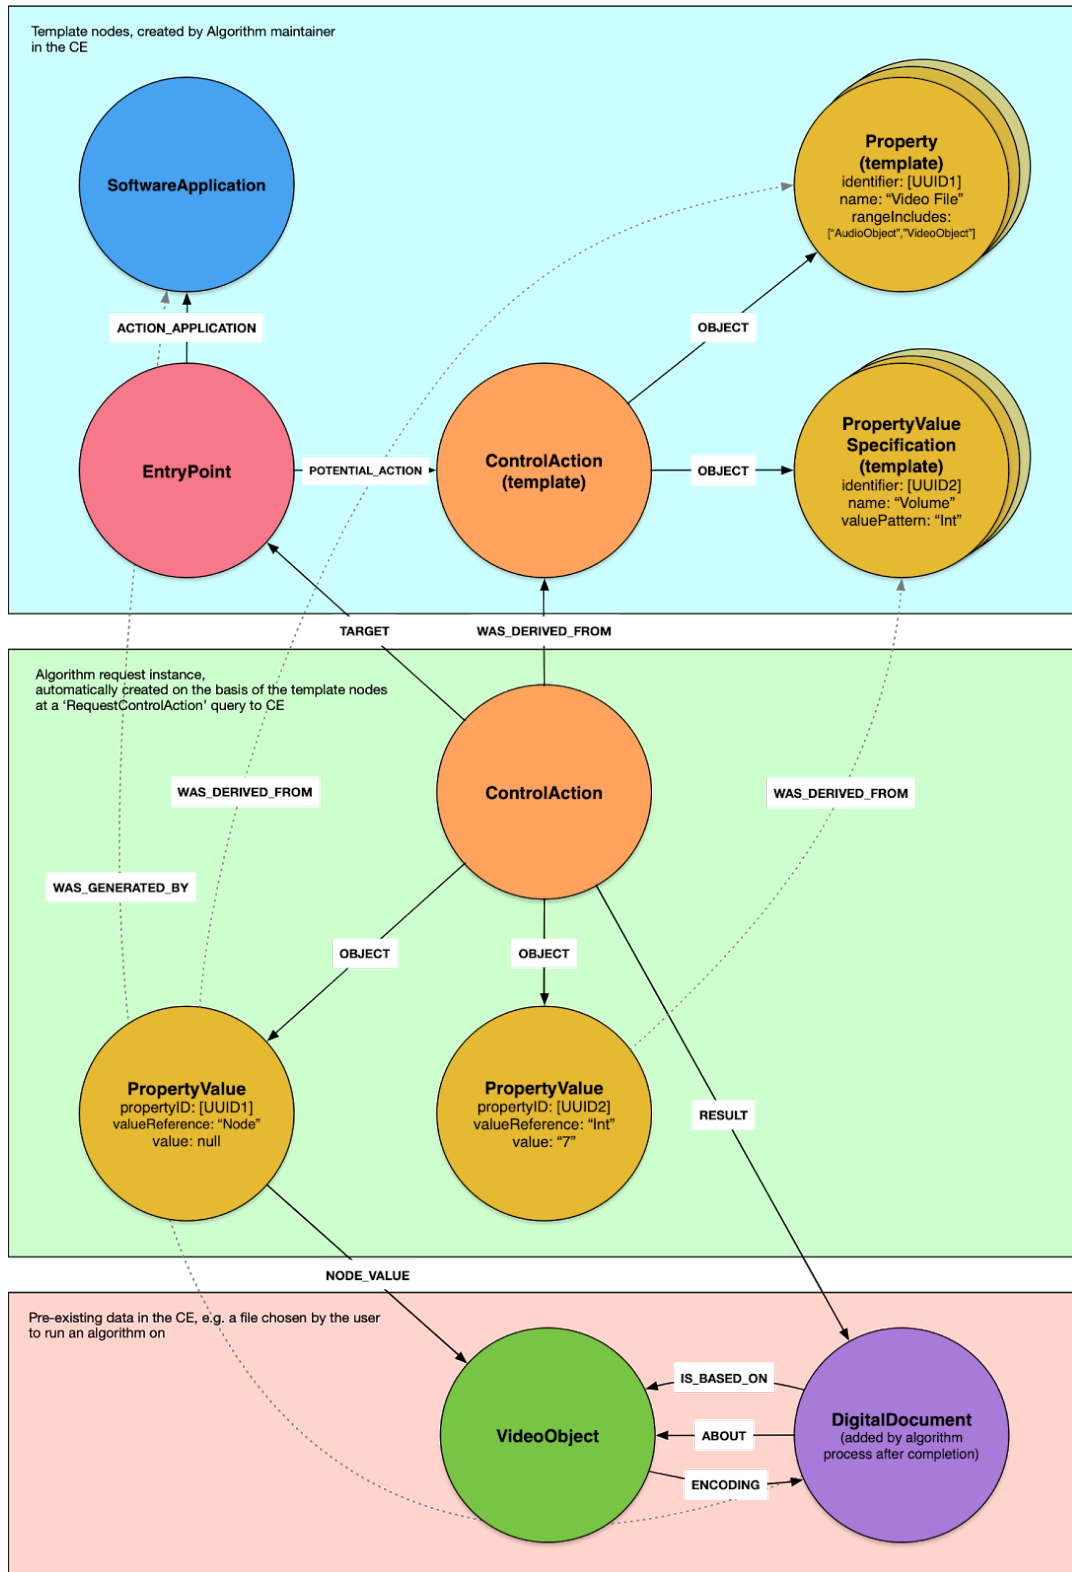 Template nodes, created by Algorithm maintainer
in the CE
SoftwareApplication
Property
(template)
identifier: [UUID1]
name: “Video File”
rangeIncludes:
[“AudioObject”,”VideoObject”]
ACTION_APPLICATION
OBJECT
EntryPoint
POTENTIAL_ACTION
ControlAction
(template)
OBJECT
PropertyValue
Specification
(template)
identifier: [UUID2]
name: “Volume”
valuePattern: “Int”
TARGET
WAS_DERIVED_FROM
Algorithm request instance,
automatically created on the basis of the template nodes
at a ‘RequestControlAction’ query to CE
ControlAction
WAS_DERIVED_FROM
WAS_DERIVED_FROM
WAS_GENERATED_BY
OBJECT
OBJECT
PropertyValue
propertyID: [UUID1]
valueReference: “Node”
value: null
PropertyValue
propertyID: [UUID2]
valueReference: “Int”
value: “7”
RESULT
NODE_VALUE
Pre-existing data in the CE, e.g. a file chosen by the user
to run an algorithm on
IS_BASED_ON
VideoObject
ABOUT
DigitalDocument
(added by algorithm
process after completion)
ENCODING